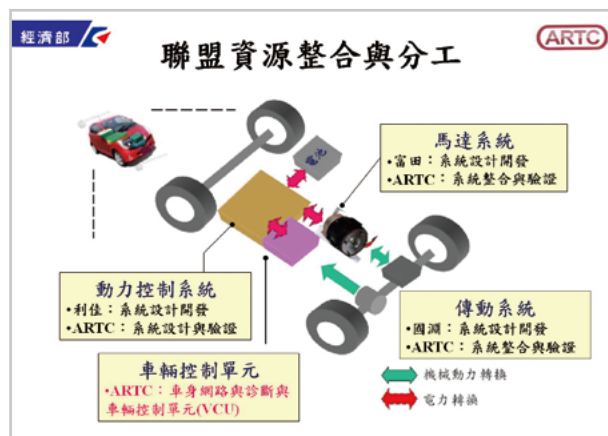 經濟部
ARTC
聯盟資源整合與分工
電池
馬達系統
•富田：系統設計開發
•ARTC：系統整合與驗證
動力控制系統
•利佳：系統設計開發
•ARTC：系統設計與驗證
傳動系統
•國淵：系統設計開發
•ARTC：系統整合與驗證
車輛控制單元
•ARTC：車身網路與診斷與
車輛控制單元(VCU)
機械動力轉換
電力轉換